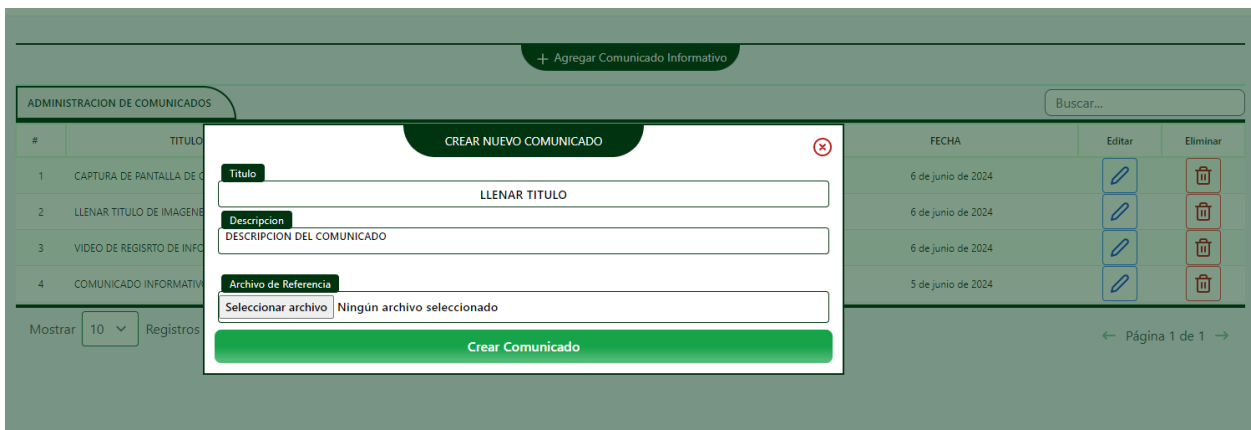 + Agregar Comunicado Informativo
ADMINISTRACION DE COMUNICADOS
Buscar...
# TITULO FECHA Editar Eliminar
CREAR NUEVO COMUNICADO
1 CAPTURA DE PANTALLA DE 6 de junio de 2024
Titulo
LLENAR TITULO
2 LLENAR TITULO DE IMAGENE 6 de junio de 2024
Descripcion
DESCRIPCION DEL COMUNICADO
3 VIDEO DE REGISRTO DE INFO 6 de junio de 2024
4 COMUNICADO INFORMATIV 5 de junio de 2024
Archivo de Referencia
Seleccionar archivo Ningún archivo seleccionado
Mostrar 10 Registros
Crear Comunicado
← Página 1 de 1 →